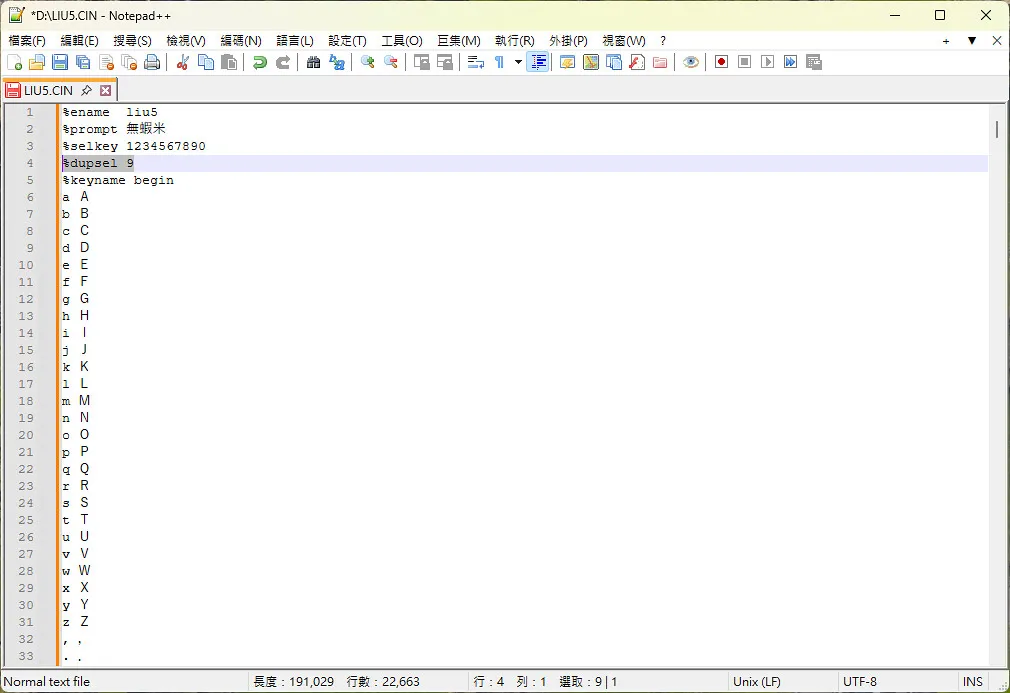 *D:\LIU5.CIN - Notepad++
檔案(F) 編輯(E) 搜尋(S) 檢視(V) 編碼(N) 語言(L) 設定(T) 工具(O) 巨集(M) 執行(R) 外掛(P) 視窗(W) ? + ▼ X
LIU5.CIN
1 %ename liu5
2 %prompt 無蝦米
3 %selkey 1234567890
4 %dupsel 9
5 %keyname begin
6 a A
7 b B
8 c C
9 d D
10 e E
11 f F
12 g G
13 h H
14 i I
15 j J
16 k K
17 l L
18 m M
19 n N
20 o O
21 p P
22 q Q
23 r R
24 s S
25 t T
26 u U
27 v V
28 w W
29 x X
30 y Y
31 z Z
32 , ,
33 . .
Normal text file 長度 : 191,029 行數 : 22,663 行 : 4 列 : 1 選取 : 9 | 1 Unix (LF) UTF-8 INS